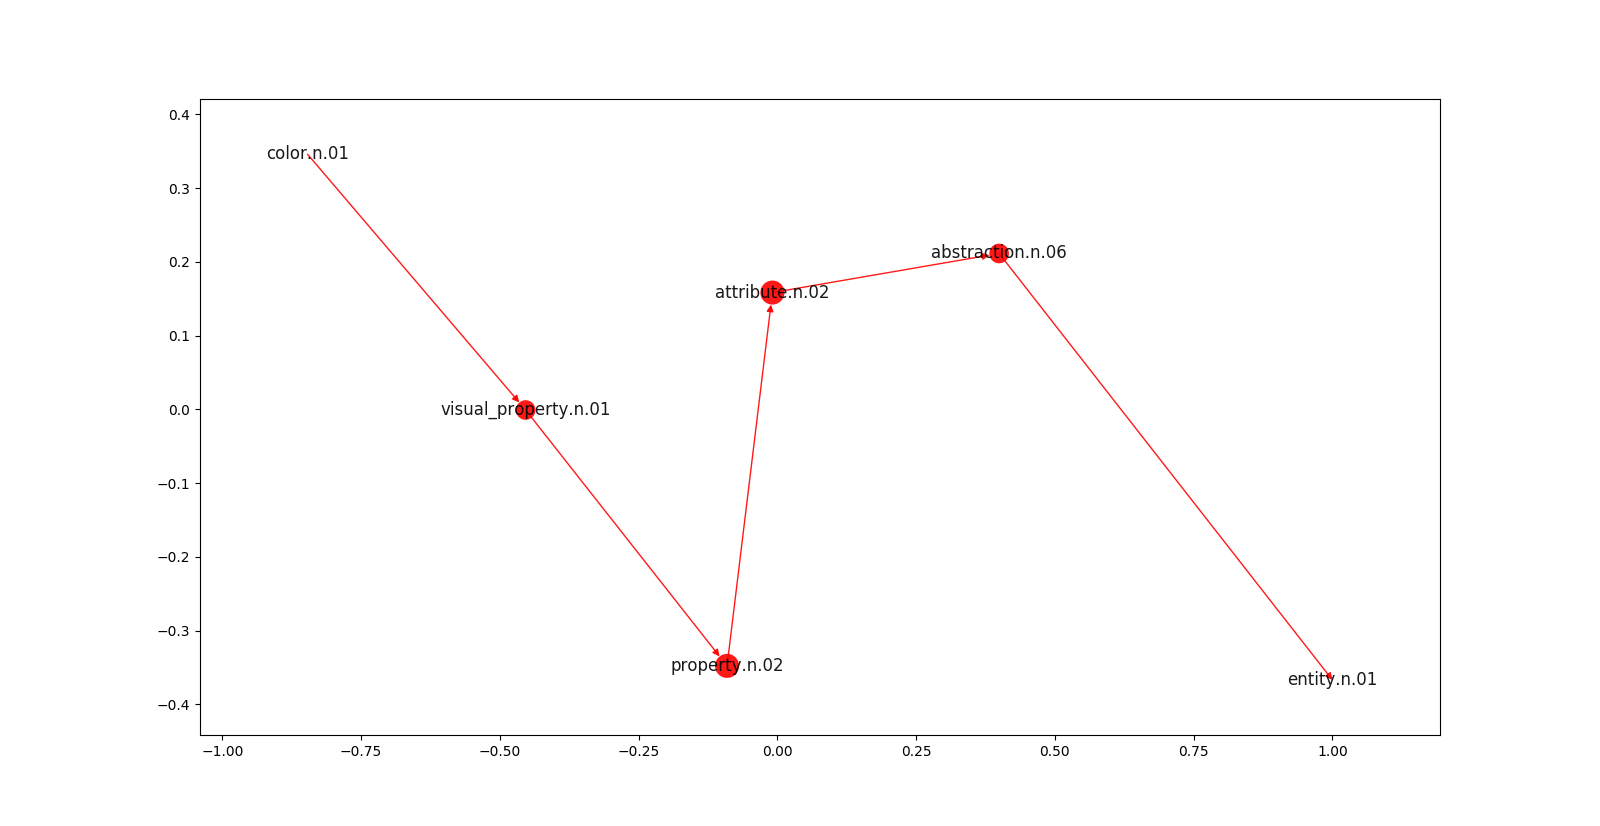 0.4
0.3
0.2
0.1
0.0
−0.1
−0.2
−0.3
−0.4
color.n.01
abstraction.n.06
attribute.n.02
visual_property.n.01
property.n.02
entity.n.01
−1.00 −0.75 −0.50 −0.25 0.00 0.25 0.50 0.75 1.00